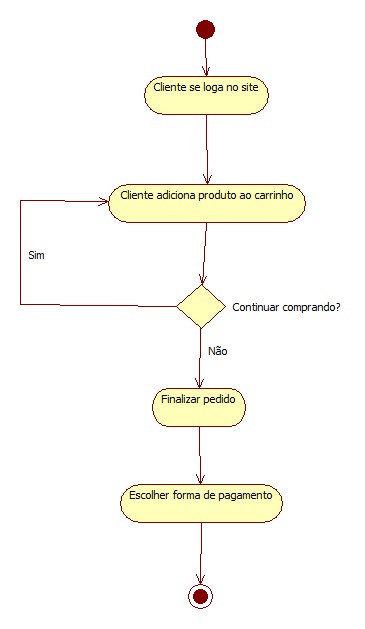 Cliente se loga no site
Cliente adiciona produto ao carrinho
Sim
Continuar comprando?
Não
Finalizar pedido
Escolher forma de pagamento